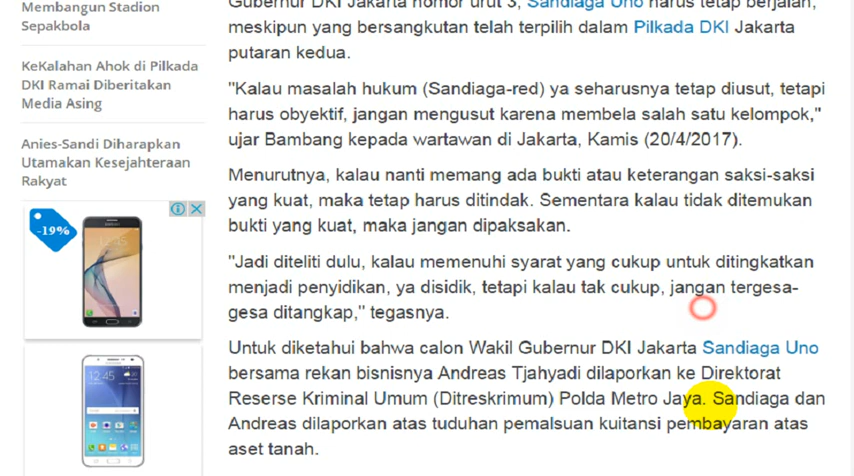 Membangun Stadion
Sepakbola
KeKalahan Ahok di Pilkada
DKI Ramai Diberitakan
Media Asing
Anies-Sandi Diharapkan
Utamakan Kesejahteraan
Rakyat
-19%
Gubernur DKI Jakarta nomor urut 3, Sandiaga Uno harus tetap berjalan,
meskipun yang bersangkutan telah terpilih dalam Pilkada DKI Jakarta
putaran kedua.
"Kalau masalah hukum (Sandiaga-red) ya seharusnya tetap diusut, tetapi
harus obyektif, jangan mengusut karena membela salah satu kelompok,"
ujar Bambang kepada wartawan di Jakarta, Kamis (20/4/2017).
Menurutnya, kalau nanti memang ada bukti atau keterangan saksi-saksi
yang kuat, maka tetap harus ditindak. Sementara kalau tidak ditemukan
bukti yang kuat, maka jangan dipaksakan.
"Jadi diteliti dulu, kalau memenuhi syarat yang cukup untuk ditingkatkan
menjadi penyidikan, ya disidik, tetapi kalau tak cukup, jangan tergesa-
gesa ditangkap," tegasnya.
Untuk diketahui bahwa calon Wakil Gubernur DKI Jakarta Sandiaga Uno
bersama rekan bisnisnya Andreas Tjahyadi dilaporkan ke Direktorat
Reserse Kriminal Umum (Ditreskrimum) Polda Metro Jaya. Sandiaga dan
Andreas dilaporkan atas tuduhan pemalsuan kuitansi pembayaran atas
aset tanah.